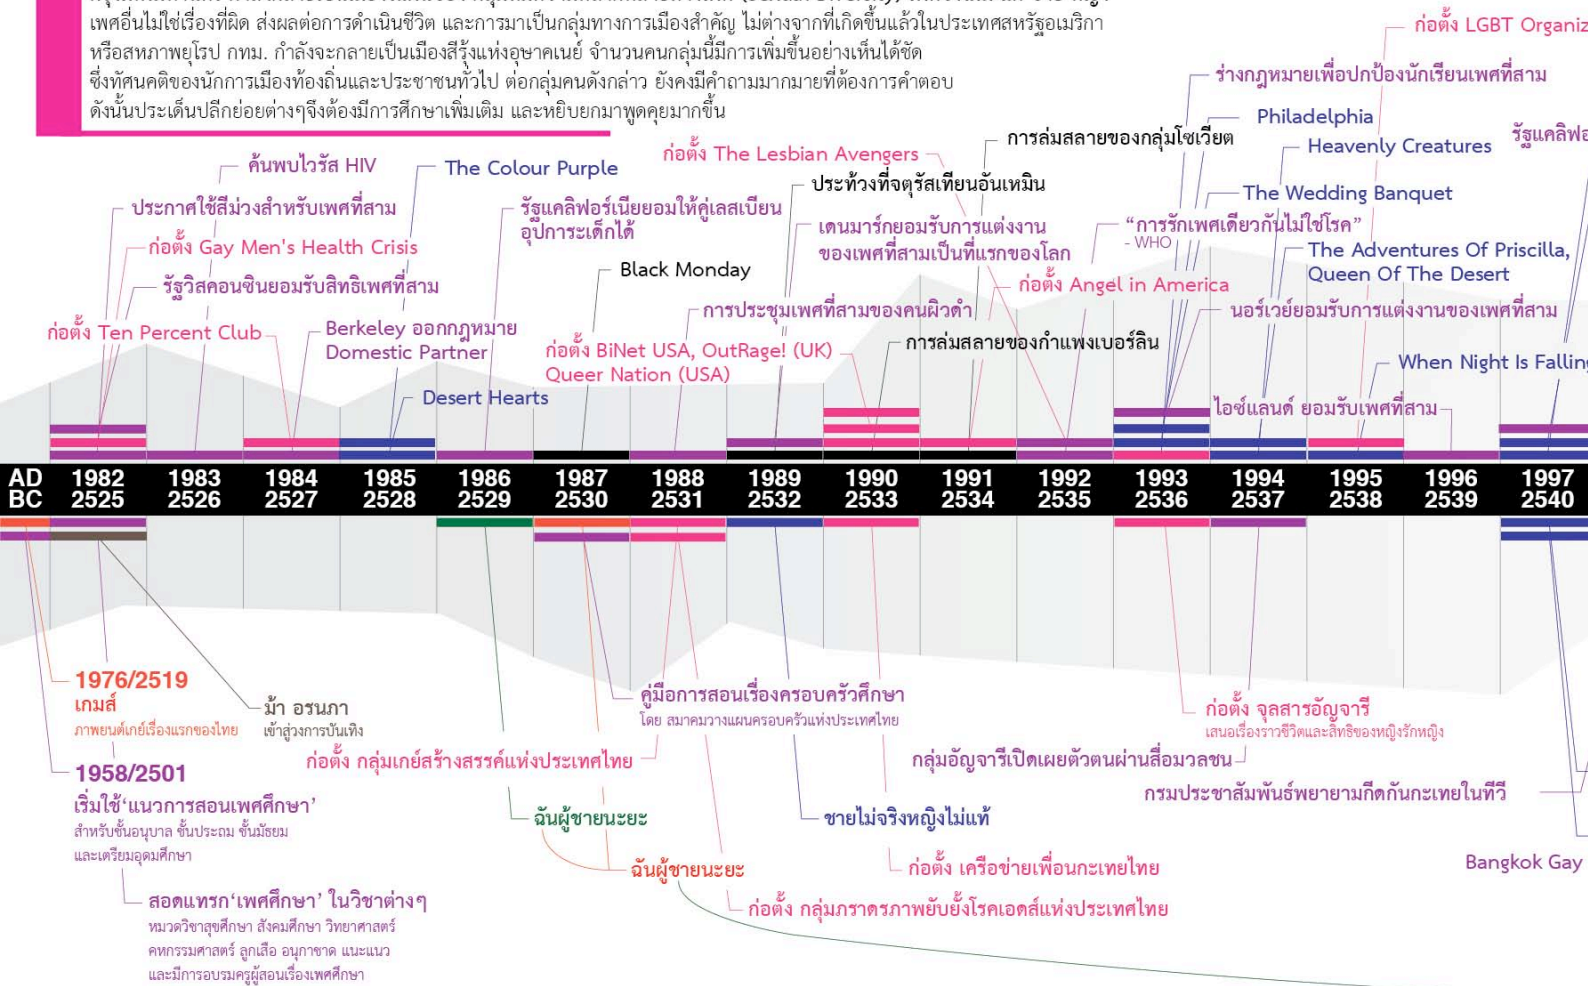 เพศอื่นไม่ใช่เรื่องที่ผิด ส่งผลต่อการดำเนินชีวิต และการมาเป็นกลุ่มทางการเมืองสำคัญ ไม่ต่างจากที่เกิดขึ้นแล้วในประเทศสหรัฐอเมริกา
หรือสหภาพยุโรป กทม. กำลังจะกลายเป็นเมืองสีรุ้งแห่งอุษาคเนย์ จำนวนคนกลุ่มนี้มีการเพิ่มขึ้นอย่างเห็นได้ชัด
ซึ่งทัศนคติของนักการเมืองท้องถิ่นและประชาชนทั่วไป ต่อกลุ่มคนดังกล่าว ยังคงมีคำถามมากมายที่ต้องการคำตอบ
ดังนั้นประเด็นปลีกย่อยต่างๆจึงต้องมีการศึกษาเพิ่มเติม และหยิบยกมาพูดคุยมากขึ้น
ก่อตั้ง LGBT Organiz
ร่างกฎหมายเพื่อปกป้องนักเรียนเพศที่สาม
Philadelphia
รัฐแคลิฟอ
Heavenly Creatures
การล่มสลายของกลุ่มโซเวียต
ก่อตั้ง The Lesbian Avengers
ค้นพบไวรัส HIV
The Colour Purple
ประท้วงที่จตุรัสเทียนอันเหมิน
The Wedding Banquet
ประกาศใช้สีม่วงสำหรับเพศที่สาม
รัฐแคลิฟอร์เนียยอมให้คู่เลสเบียน
อุปการะเด็กได้
เดนมาร์กยอมรับการแต่งงาน
ของเพศที่สามเป็นที่แรกของโลก
“การรักเพศเดียวกันไม่ใช่โรค”
- WHO
ก่อตั้ง Gay Men's Health Crisis
The Adventures Of Priscilla,
Queen Of The Desert
Black Monday
รัฐวิสคอนซินยอมรับสิทธิเพศที่สาม
ก่อตั้ง Angel in America
การประชุมเพศที่สามของคนผิวดำ
นอร์เวย์ยอมรับการแต่งงานของเพศที่สาม
ก่อตั้ง Ten Percent Club
Berkeley ออกกฎหมาย
Domestic Partner
ก่อตั้ง BiNet USA, OutRage! (UK)
Queer Nation (USA)
การล่มสลายของกำแพงเบอร์ลิน
When Night Is Falling
Desert Hearts
ไอซ์แลนด์ ยอมรับเพศที่สาม
AD 1982 1983 1984 1985 1986 1987 1988 1989 1990 1991 1992 1993 1994 1995 1996 1997
BC 2525 2526 2527 2528 2529 2530 2531 2532 2533 2534 2535 2536 2537 2538 2539 2540
1976/2519
เกมส์
ภาพยนต์เกย์เรื่องแรกของไทย
ม้า อรนภา
เข้าสู่วงการบันเทิง
คู่มือการสอนเรื่องครอบครัวศึกษา
โดย สมาคมวางแผนครอบครัวแห่งประเทศไทย
ก่อตั้ง จุลสารอัญจารี
เสนอเรื่องราวชีวิตและสิทธิของหญิงรักหญิง
ก่อตั้ง กลุ่มเกย์สร้างสรรค์แห่งประเทศไทย
กลุ่มอัญจารีเปิดเผยตัวตนผ่านสื่อมวลชน
1958/2501
เริ่มใช้‘แนวการสอนเพศศึกษา’
สำหรับชั้นอนุบาล ชั้นประถม ชั้นมัธยม
และเตรียมอุดมศึกษา
กรมประชาสัมพันธ์พยายามกีดกันกะเทยในทีวี
ฉันผู้ชายนะยะ
ชายไม่จริงหญิงไม่แท้
ฉันผู้ชายนะยะ
ก่อตั้ง เครือข่ายเพื่อนกะเทยไทย
Bangkok Gay
สอดแทรก‘เพศศึกษา’ ในวิชาต่างๆ
หมวดวิชาสุขศึกษา สังคมศึกษา วิทยาศาสตร์
คหกรรมศาสตร์ ลูกเสือ อนุกาชาด แนะแนว
และมีการอบรมครูผู้สอนเรื่องเพศศึกษา
ก่อตั้ง กลุ่มภราดรภาพยับยั้งโรคเอดส์แห่งประเทศไทย